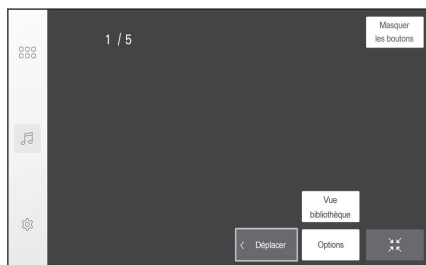 1 / 5
Masquer
les boutons
Vue
bibliothèque
Déplacer
Options